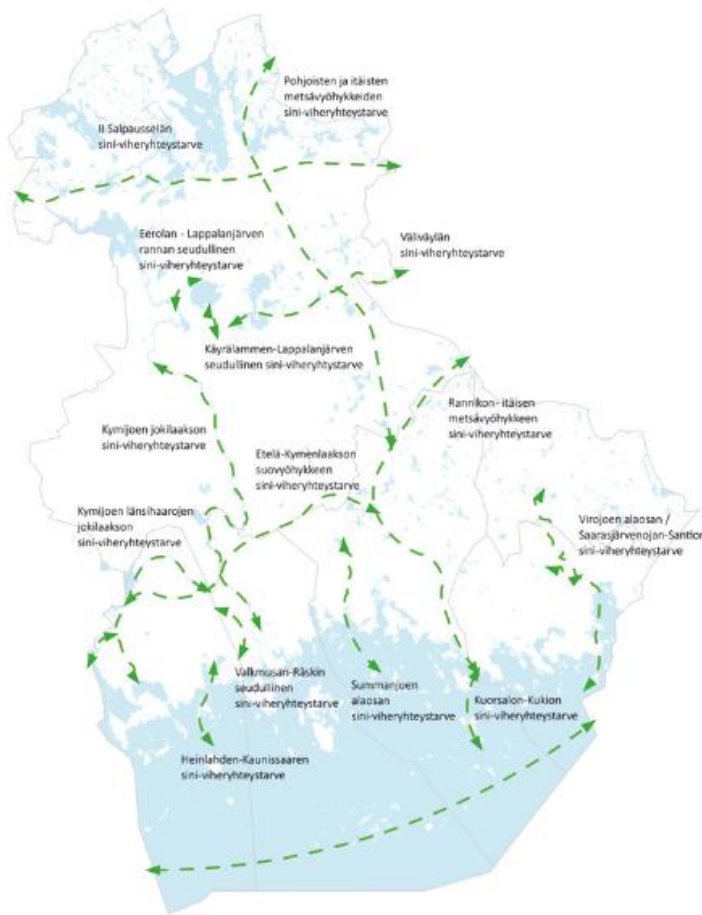 Pohjoisten ja itäisten
metsävyöhykkeiden
sini-viheryhteystarve
II Salpausselän
sini-viheryhteystarve
Eerolan - Lappalanjärven
rannan seudullinen
sini-viheryhteystarve
Väliväylän
sini-viheryhteystarve
Käyrälammen-Lappalanjärven
seudullinen sini-viheryhtystarve
Kymijoen jokilaakson
sini-viheryhteystarve
Rannikon- itäisen
metsävyöhykkeen
sini-viheryhteystarve
Etelä-Kymenlaakson
suovyöhykkeen
sini-viheryhteystarve
Kymijoen länsihaarojen
jokilaakson
sini-viheryhteystarve
Virojoen alaosan /
Saarasjärvenojan-Santion
sini-viheryhteystarve
Valkmusan-Räskin
seudullinen
sini-viheryhteystarve
Summanjoen
alaosan
sini-viheryhteystarve
Kuorsalon-Kukion
sini-viheryhteystarve
Heinlahden-Kaunissaaren
sini-viheryhteystarve